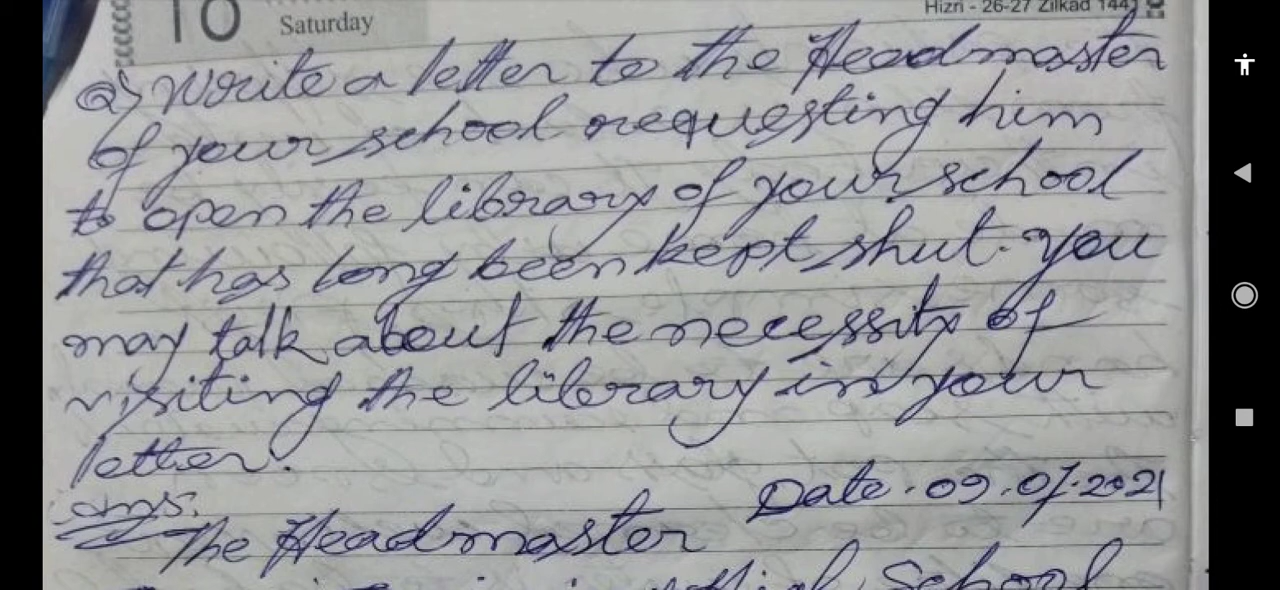 10
Saturday
Hizri - 26-27 Zilkad 144
Q) Write a letter to the Headmaster
of your school requesting him
to open the library of your school
that has long been kept shut. you
may talk about the necessity of
visiting the library in your
letter.
Date. 09.07.2021
ans:
The Headmaster
High School